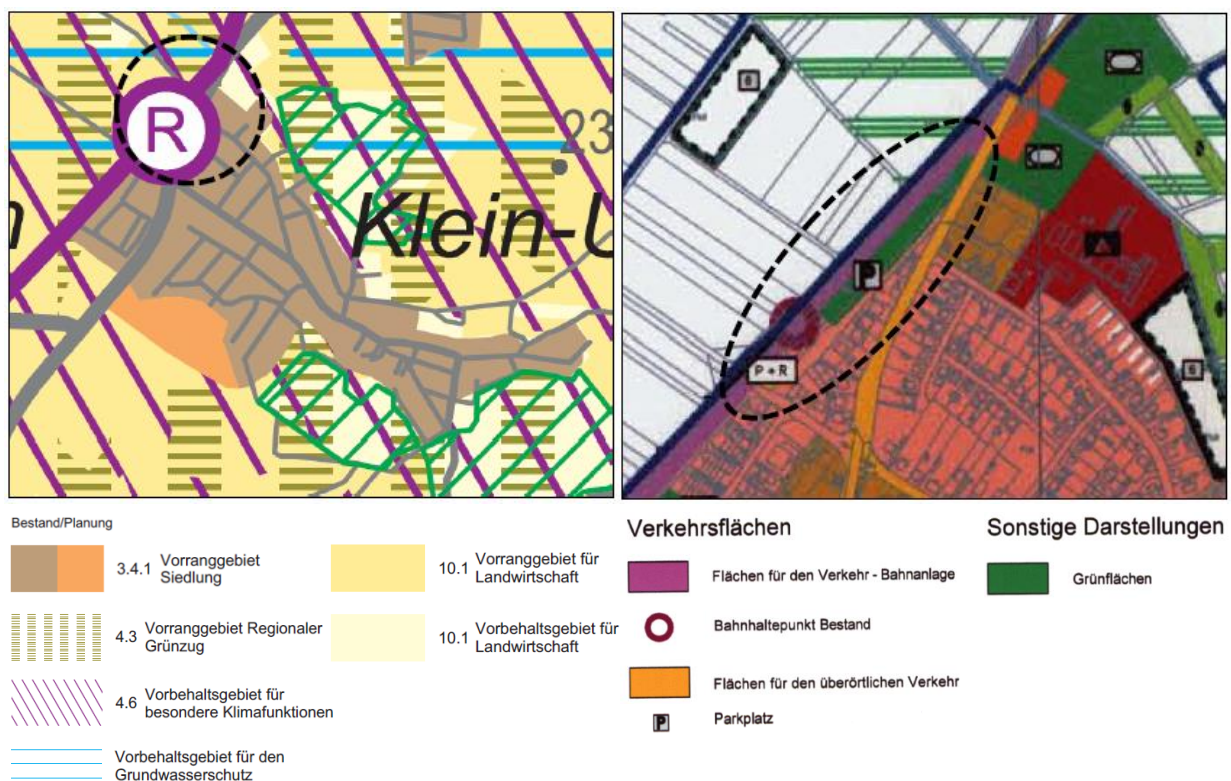 R
23
Klein-U
n
6
P
P + R
6
Bestand/Planung
3.4.1 Vorranggebiet
Siedlung
4.3 Vorranggebiet Regionaler
Grünzug
4.6 Vorbehaltsgebiet für
besondere Klimafunktionen
Vorbehaltsgebiet für den
Grundwasserschutz
10.1 Vorranggebiet für
Landwirtschaft
10.1 Vorbehaltsgebiet für
Landwirtschaft
Verkehrsflächen
Flächen für den Verkehr - Bahnanlage
Bahnhaltepunkt Bestand
Flächen für den überörtlichen Verkehr
P Parkplatz
Sonstige Darstellungen
Grünflächen